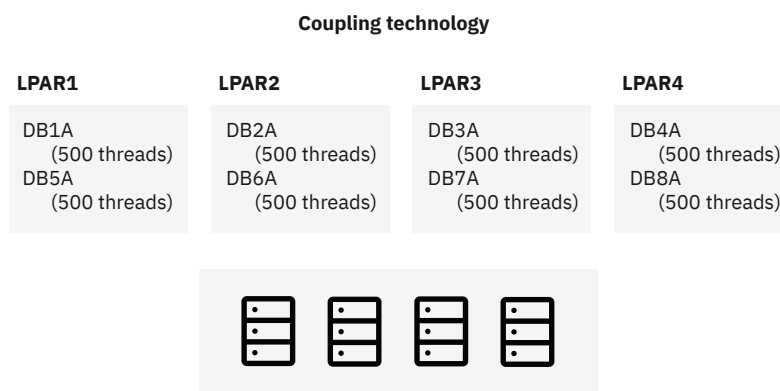 Coupling technology
LPAR1
DB1A
(500 threads)
DB5A
(500 threads)
LPAR2
DB2A
(500 threads)
DB6A
(500 threads)
LPAR3
DB3A
(500 threads)
DB7A
(500 threads)
LPAR4
DB4A
(500 threads)
DB8A
(500 threads)